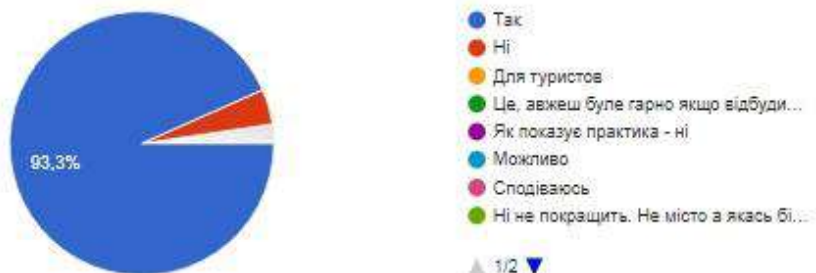 93,3%
Так
Ні
Для туристов
Це, авжеш буле гарно якщо відбуди...
Як показує практика - ні
Можливо
Сподіваюсь
Ні не покращить. Не місто а якась бі...
1/2